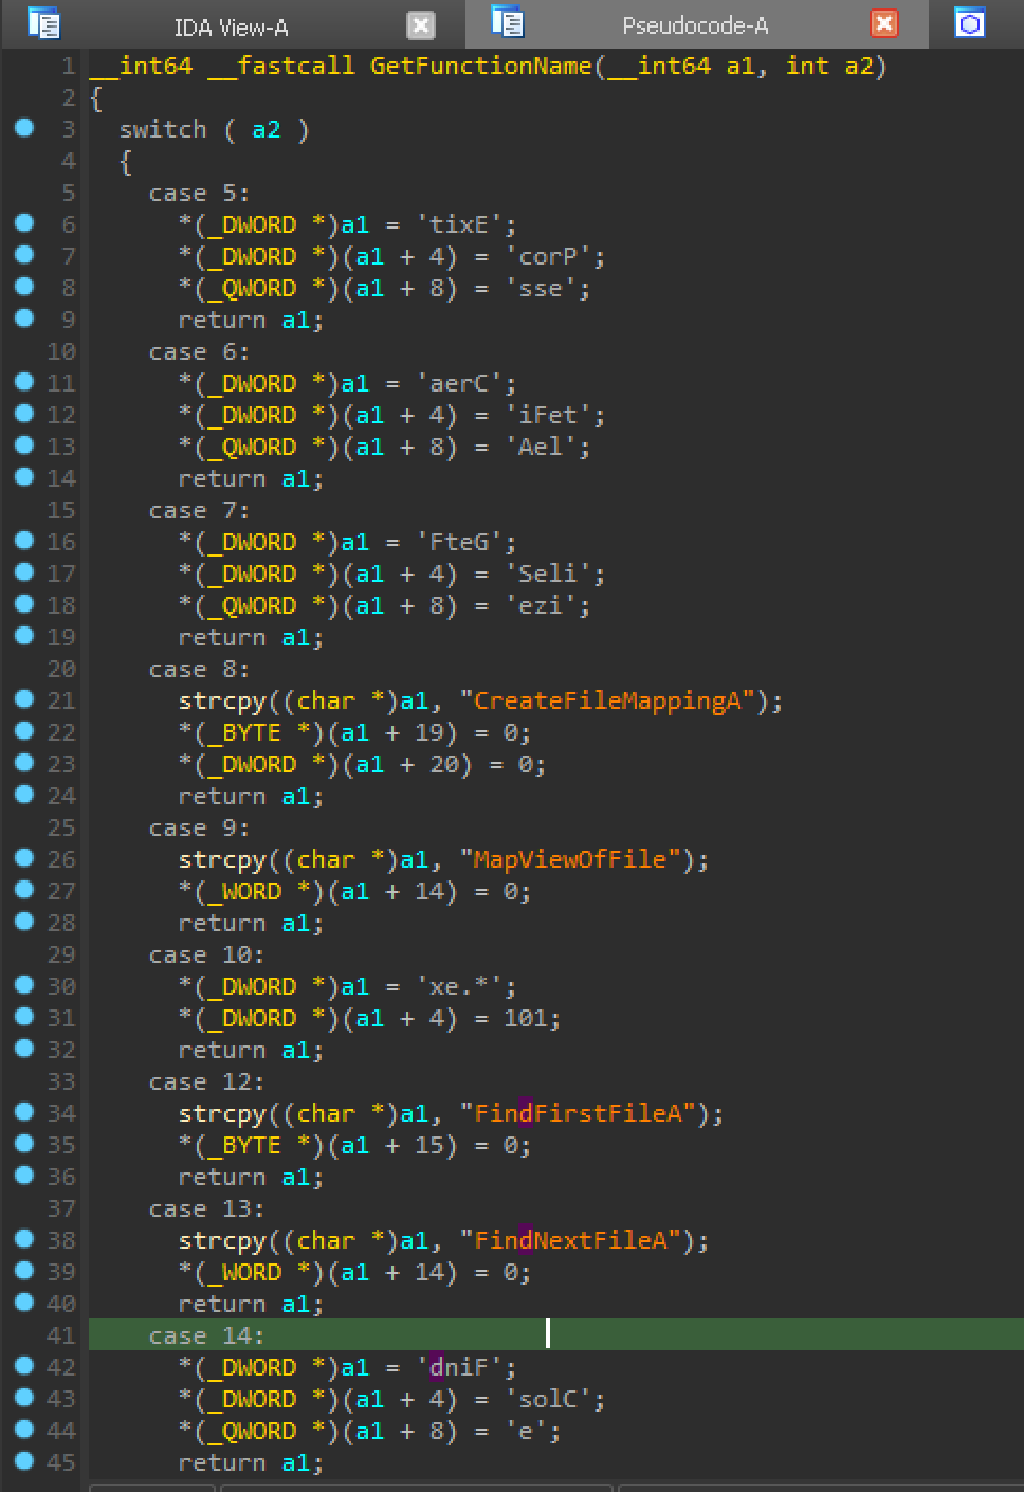 IDA View-A Pseudocode-A
1 __int64 __fastcall GetFunctionName(__int64 a1, int a2)
2 {
3 switch ( a2 )
4 {
5 case 5:
6 *(_DWORD *)a1 = 'tixE';
7 *(_DWORD *)(a1 + 4) = 'corP';
8 *(_QWORD *)(a1 + 8) = 'sse';
9 return a1;
10 case 6:
11 *(_DWORD *)a1 = 'aerC';
12 *(_DWORD *)(a1 + 4) = 'iFet';
13 *(_QWORD *)(a1 + 8) = 'Ael';
14 return a1;
15 case 7:
16 *(_DWORD *)a1 = 'FteG';
17 *(_DWORD *)(a1 + 4) = 'Seli';
18 *(_QWORD *)(a1 + 8) = 'ezi';
19 return a1;
20 case 8:
21 strcpy((char *)a1, "CreateFileMappingA");
22 *(_BYTE *)(a1 + 19) = 0;
23 *(_DWORD *)(a1 + 20) = 0;
24 return a1;
25 case 9:
26 strcpy((char *)a1, "MapViewOfFile");
27 *(_WORD *)(a1 + 14) = 0;
28 return a1;
29 case 10:
30 *(_DWORD *)a1 = 'xe.*';
31 *(_DWORD *)(a1 + 4) = 101;
32 return a1;
33 case 12:
34 strcpy((char *)a1, "FindFirstFileA");
35 *(_BYTE *)(a1 + 15) = 0;
36 return a1;
37 case 13:
38 strcpy((char *)a1, "FindNextFileA");
39 *(_WORD *)(a1 + 14) = 0;
40 return a1;
41 case 14:
42 *(_DWORD *)a1 = 'dniF';
43 *(_DWORD *)(a1 + 4) = 'solC';
44 *(_QWORD *)(a1 + 8) = 'e';
45 return a1;